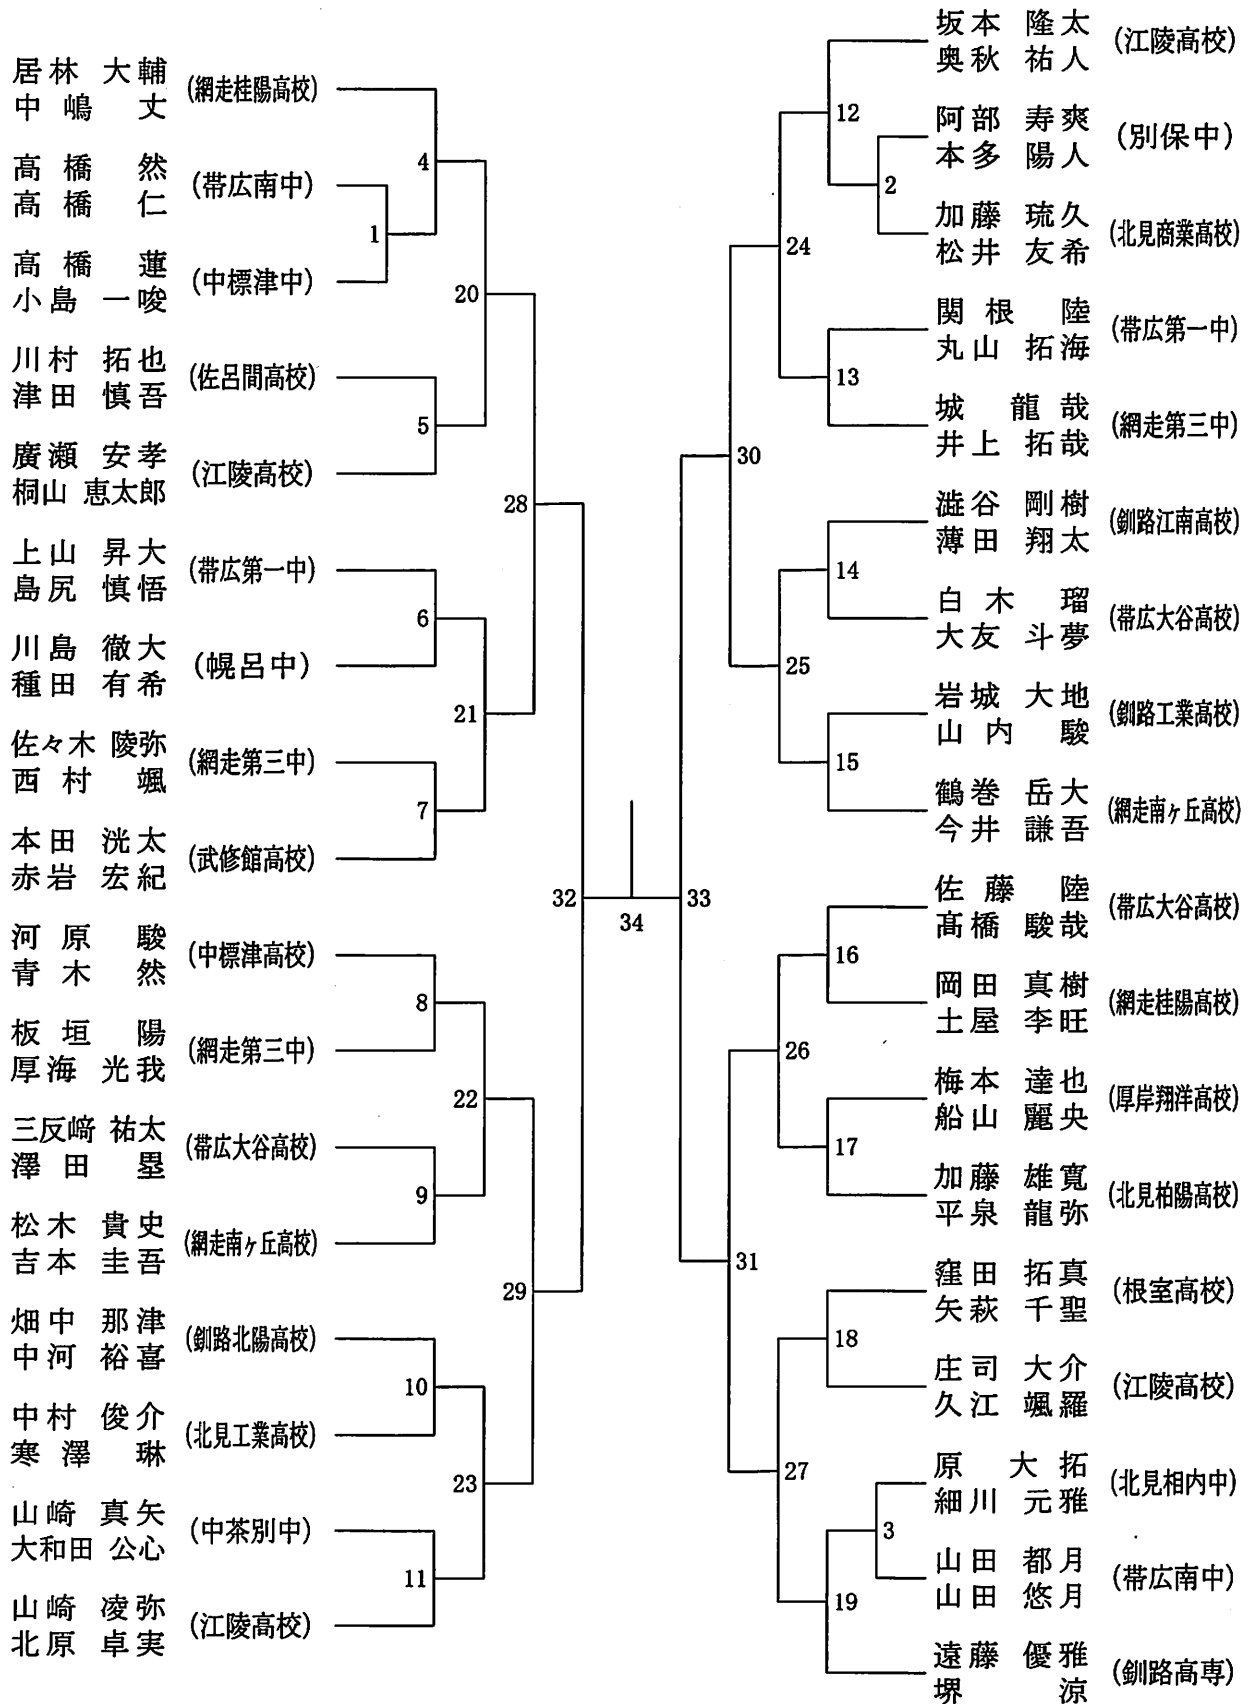 居林 大輔
中嶋 丈
(網走桂陽高校)
高橋 然
高橋 仁
(帯広南中)
高橋 蓮
小島 一唆
(中標津中)
川村 拓也
津田 慎吾
(佐呂間高校)
廣瀬 安孝
桐山 恵太郎
(江陵高校)
上山 昇大
島尻 慎悟
(帯広第一中)
川島 徹大
種田 有希
(幌呂中)
佐々木 陵弥
西村 颯
(網走第三中)
本田 洸太
赤岩 宏紀
(武修館高校)
河原 駿
青木 然
(中標津高校)
板垣 陽
厚海 光我
(網走第三中)
三反﨑 祐太
澤田 塁
(帯広大谷高校)
松木 貴史
吉本 圭吾
(網走南ヶ丘高校)
畑中 那津
中河 裕喜
(釧路北陽高校)
中村 俊介
寒澤 琳
(北見工業高校)
山崎 真矢
大和田 公心
(中茶別中)
山崎 凌弥
北原 卓実
(江陵高校)
1
4
5
6
7
8
9
10
11
20
21
22
23
28
29
32
34
33
30
31
24
25
26
27
12
2
13
14
15
16
17
18
3
19
坂本 隆太
奥秋 祐人
(江陵高校)
阿部 寿爽
本多 陽人
(別保中)
加藤 琉久
松井 友希
(北見商業高校)
関根 陸
丸山 拓海
(帯広第一中)
城 龍哉
井上 拓哉
(網走第三中)
澁谷 剛樹
薄田 翔太
(釧路江南高校)
白木 瑠
大友 斗夢
(帯広大谷高校)
岩城 大地
山内 駿
(釧路工業高校)
鶴巻 岳大
今井 謙吾
(網走南ヶ丘高校)
佐藤 陸
髙橋 駿哉
(帯広大谷高校)
岡田 真樹
土屋 李旺
(網走桂陽高校)
梅本 達也
船山 麗央
(厚岸翔洋高校)
加藤 雄寛
平泉 龍弥
(北見柏陽高校)
窪田 拓真
矢萩 千聖
(根室高校)
庄司 大介
久江 颯羅
(江陵高校)
原 大拓
細川 元雅
(北見相内中)
山田 都月
山田 悠月
(帯広南中)
遠藤 優雅
堺 涼
(釧路高専)